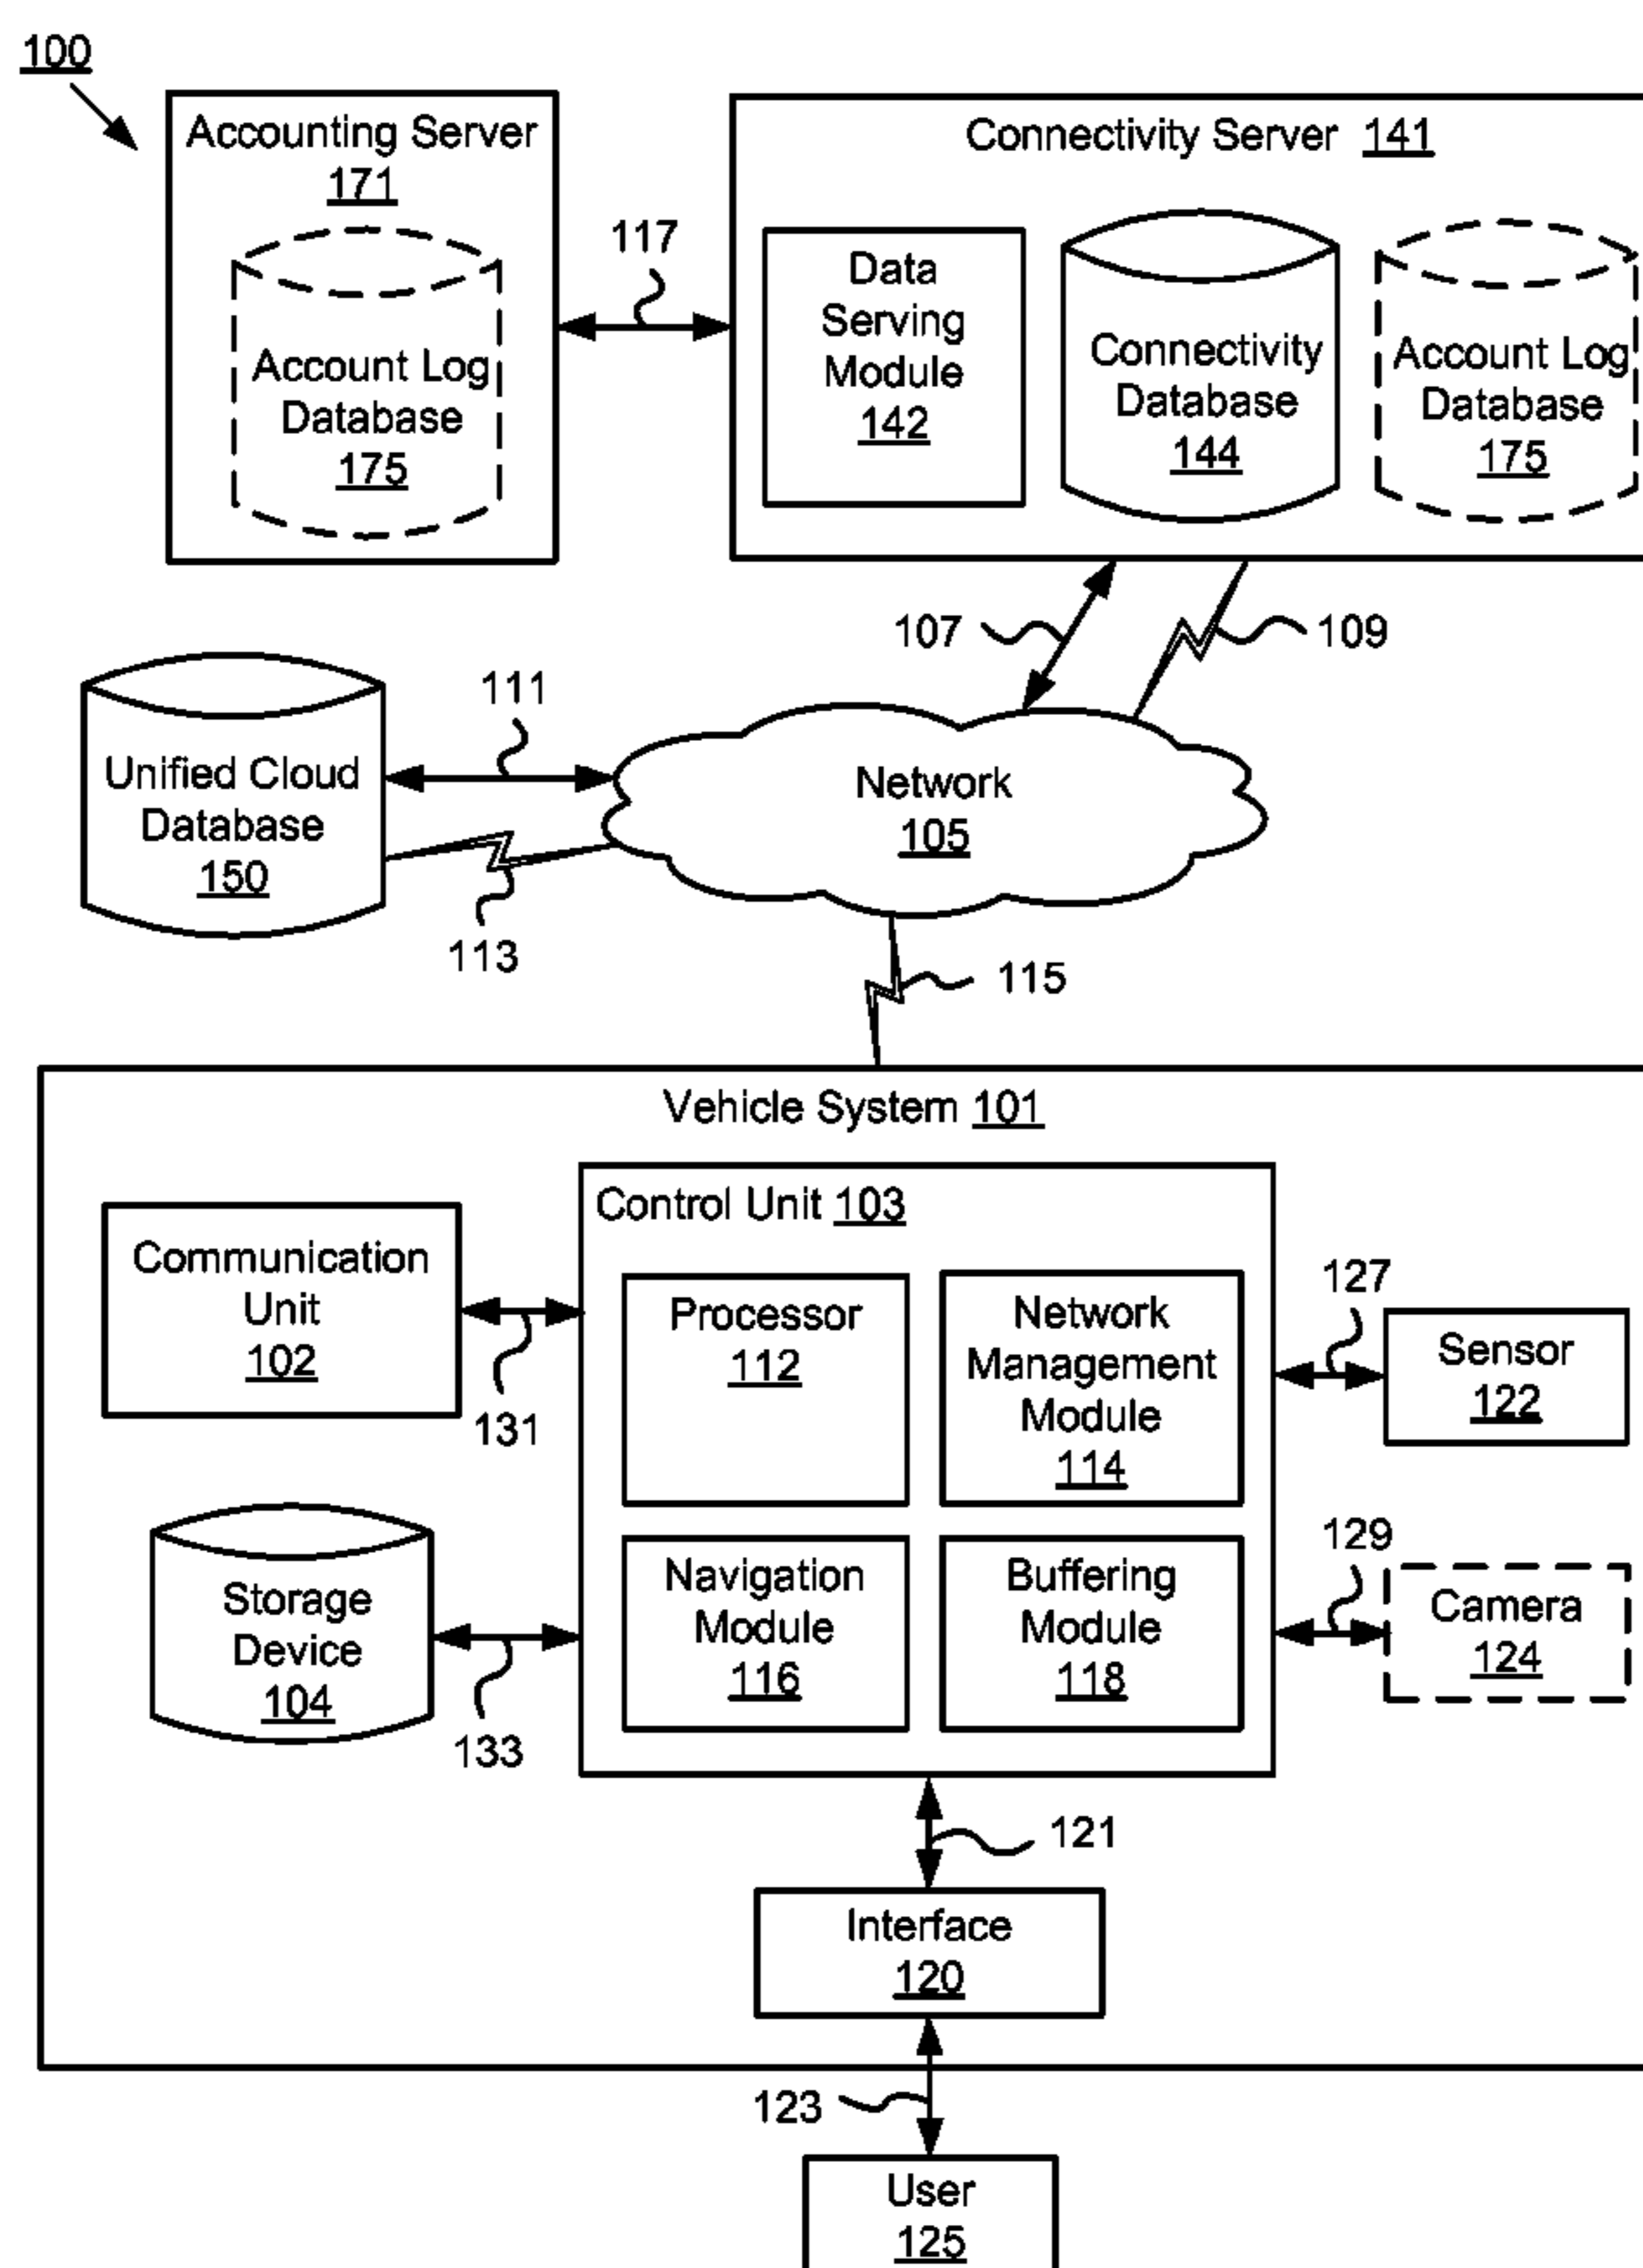 100
Accounting Server
171
Account Log
Database
175
117
Connectivity Server 141
Data
Serving
Module
142
Connectivity
Database
144
Account Log
Database
175
107
109
Unified Cloud
Database
150
111
113
Network
105
115
Vehicle System 101
Communication
Unit
102
131
Control Unit 103
Processor
112
Network
Management
Module
114
127
Sensor
122
Storage
Device
104
133
Navigation
Module
116
Buffering
Module
118
129
Camera
124
121
Interface
120
123
User
125